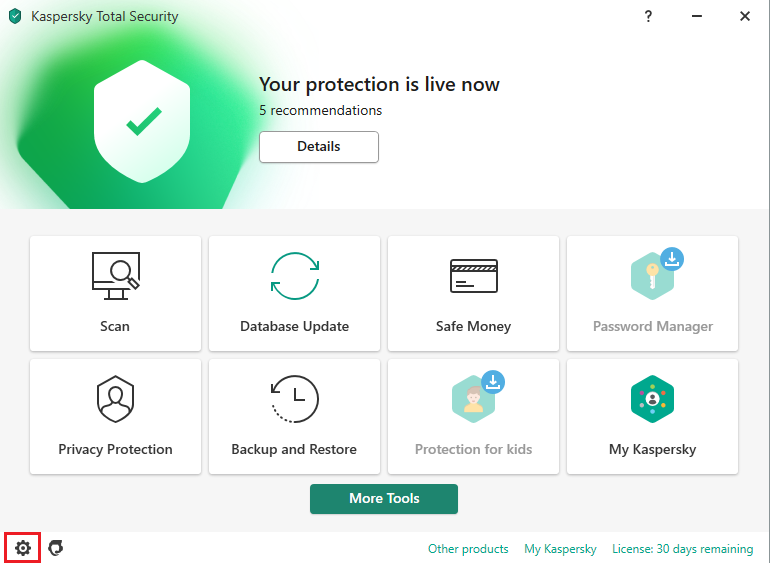 Kaspersky Total Security
?
Your protection is live now
5 recommendations
Details
Scan
Database Update
Safe Money
Password Manager
Privacy Protection
Backup and Restore
Protection for kids
My Kaspersky
More Tools
Other products
My Kaspersky
License: 30 days remaining